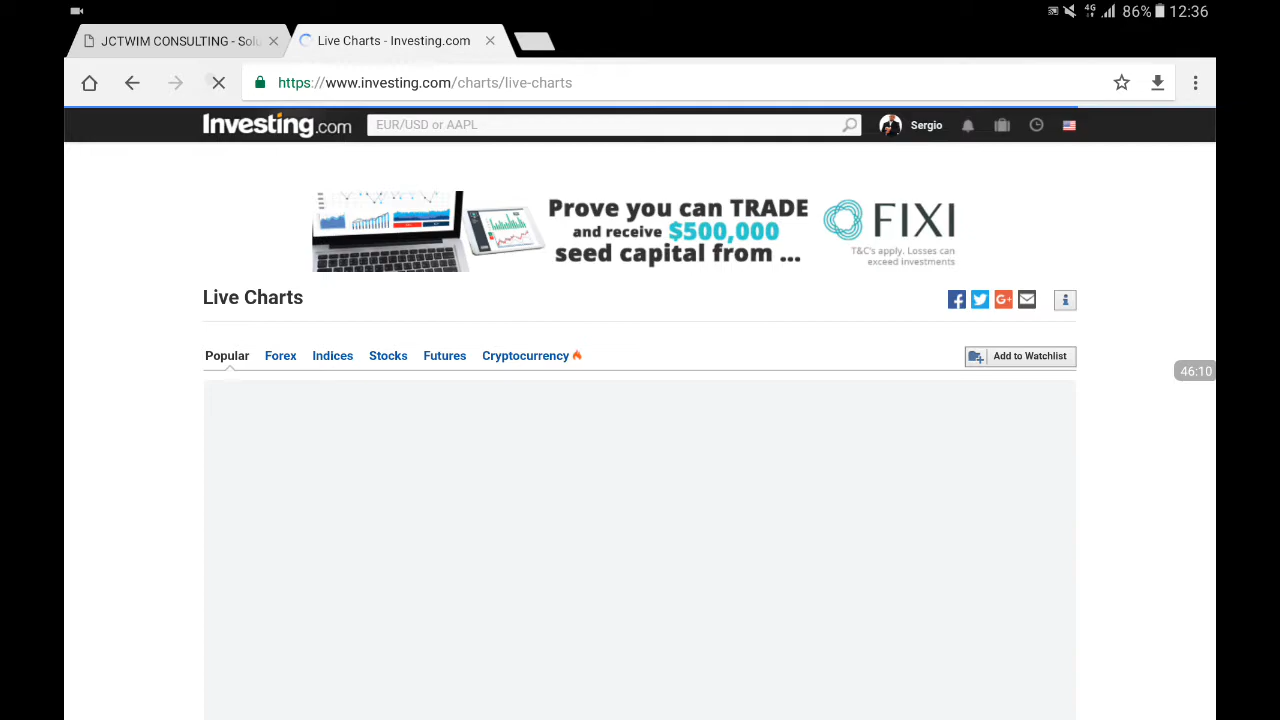 4G 86% 12:36
JCTWIM CONSULTING - Solu
Live Charts - Investing.com
https://www.investing.com/charts/live-charts
Investing.com
EUR/USD or AAPL
Sergio
Prove you can TRADE
and receive $500,000
seed capital from ...
FIXI
T&C's apply. Losses can
exceed investments
Live Charts
G+
i
Popular Forex Indices Stocks Futures Cryptocurrency
Add to Watchlist
46:10